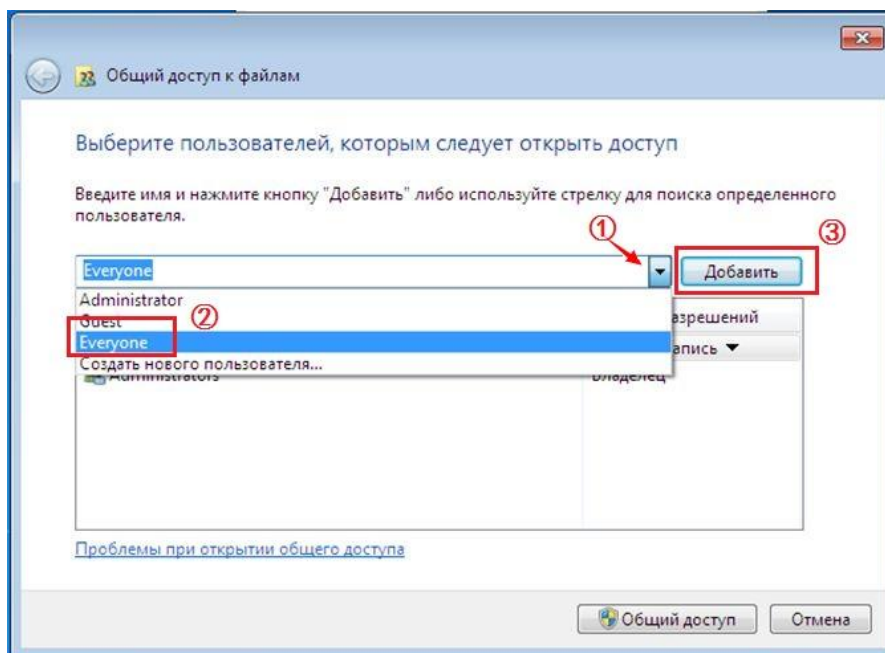 Общий доступ к файлам
Выберите пользователей, которым следует открыть доступ
Введите имя и нажмите кнопку "Добавить" либо используйте стрелку для поиска определенного
пользователя.
①
③
Everyone
Добавить
Administrator
Guest
②
азрешений
Everyone
апись
Создать нового пользователя...
Administrators
Владелец
Проблемы при открытии общего доступа
Общий доступ
Отмена